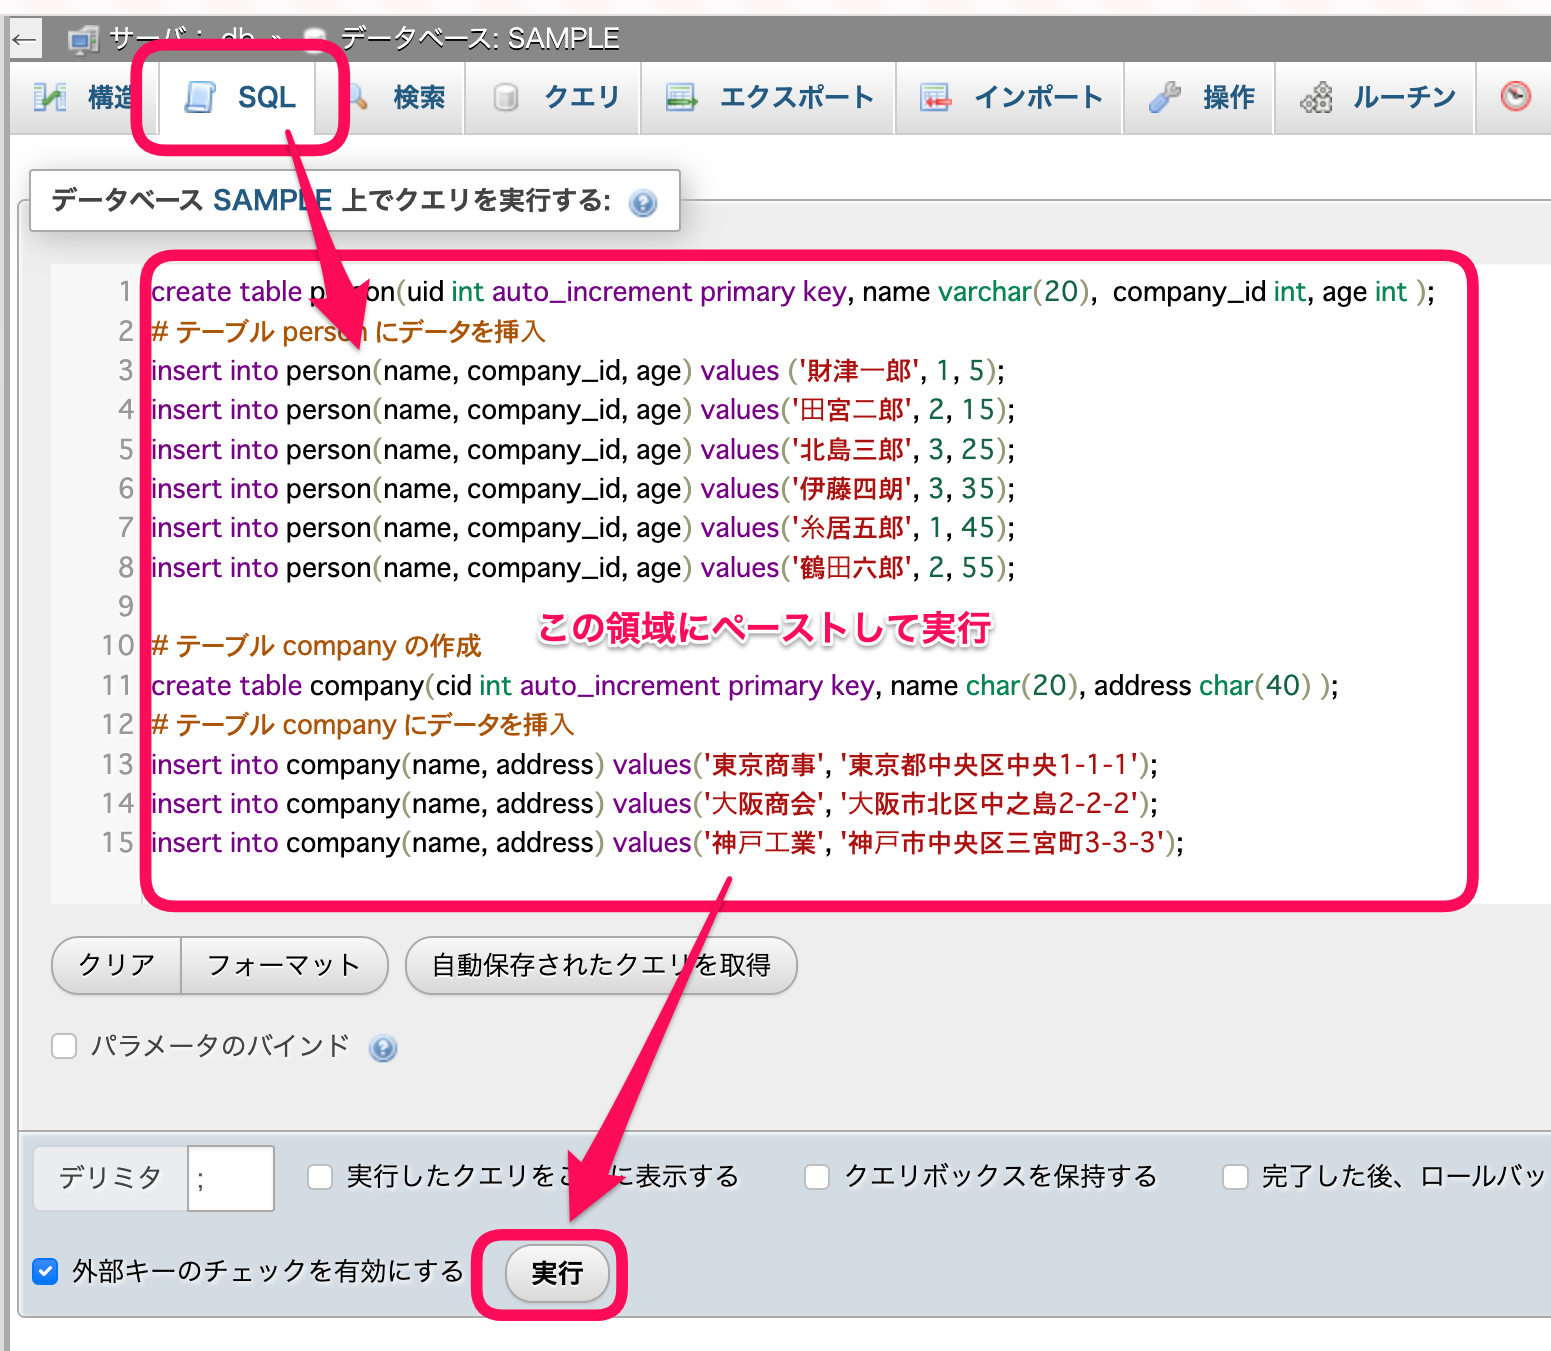 ← サーバ: db » データベース: SAMPLE
構造 SQL 検索 クエリ エクスポート インポート 操作 ルーチン
データベース SAMPLE 上でクエリを実行する:
1 create table person(uid int auto_increment primary key, name varchar(20),  company_id int, age int );
2 # テーブル person にデータを挿入
3 insert into person(name, company_id, age) values ('財津一郎', 1, 5);
4 insert into person(name, company_id, age) values('田宮二郎', 2, 15);
5 insert into person(name, company_id, age) values('北島三郎', 3, 25);
6 insert into person(name, company_id, age) values('伊藤四朗', 3, 35);
7 insert into person(name, company_id, age) values('糸居五郎', 1, 45);
8 insert into person(name, company_id, age) values('鶴田六郎', 2, 55);
9
この領域にペーストして実行
10 # テーブル company の作成
11 create table company(cid int auto_increment primary key, name char(20), address char(40) );
12 # テーブル company にデータを挿入
13 insert into company(name, address) values('東京商事', '東京都中央区中央1-1-1');
14 insert into company(name, address) values('大阪商会', '大阪市北区中之島2-2-2');
15 insert into company(name, address) values('神戸工業', '神戸市中央区三宮町3-3-3');
クリア フォーマット 自動保存されたクエリを取得
パラメータのバインド
デリミタ ; 実行したクエリをここに表示する クエリボックスを保持する 完了した後、ロールバッ
外部キーのチェックを有効にする 実行